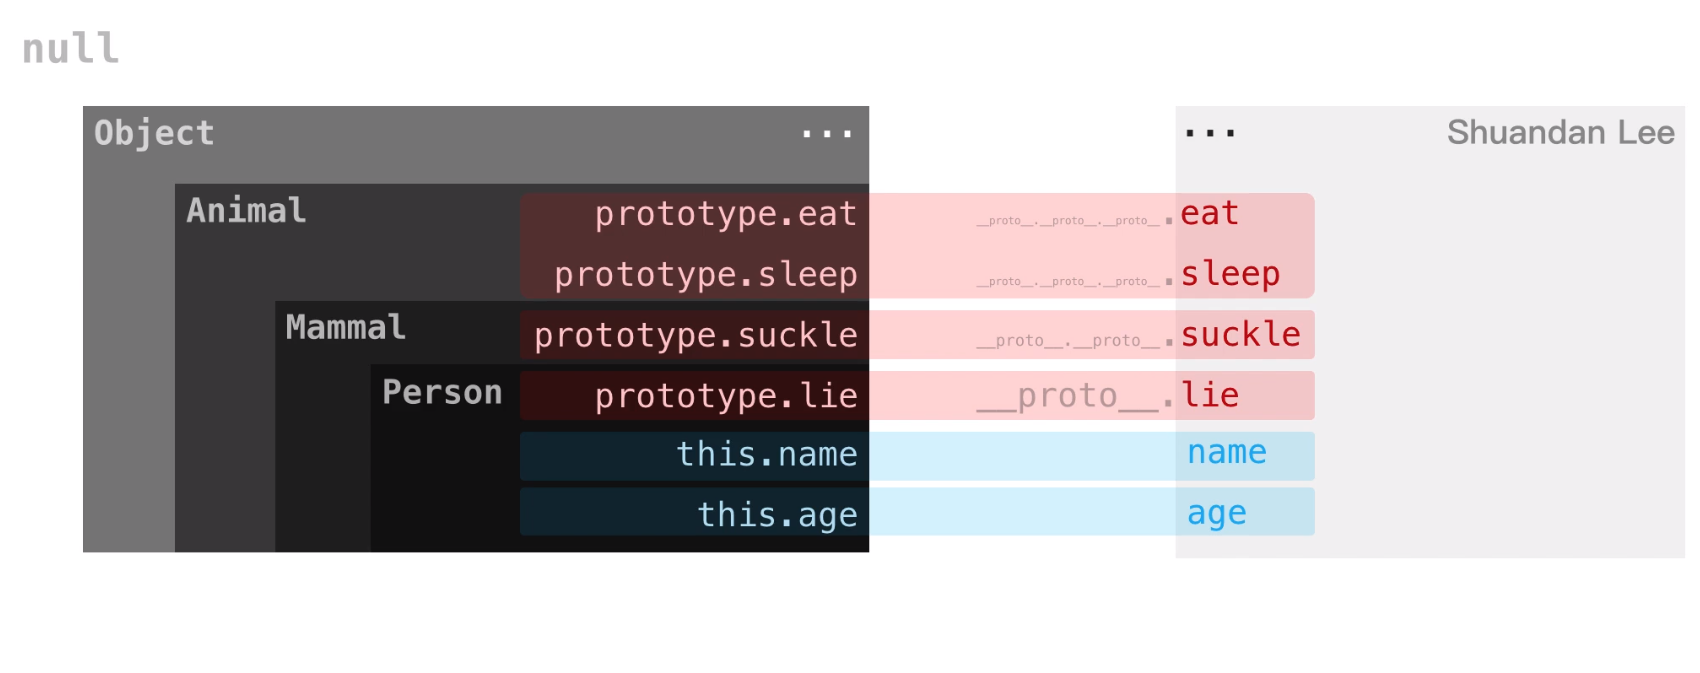 null
Object ... ... Shuandan Lee
Animal prototype.eat __proto__.__proto__.__proto__.eat
prototype.sleep __proto__.__proto__.__proto__.sleep
Mammal prototype.suckle __proto__.__proto__.suckle
Person prototype.lie __proto__.lie
this.name name
this.age age